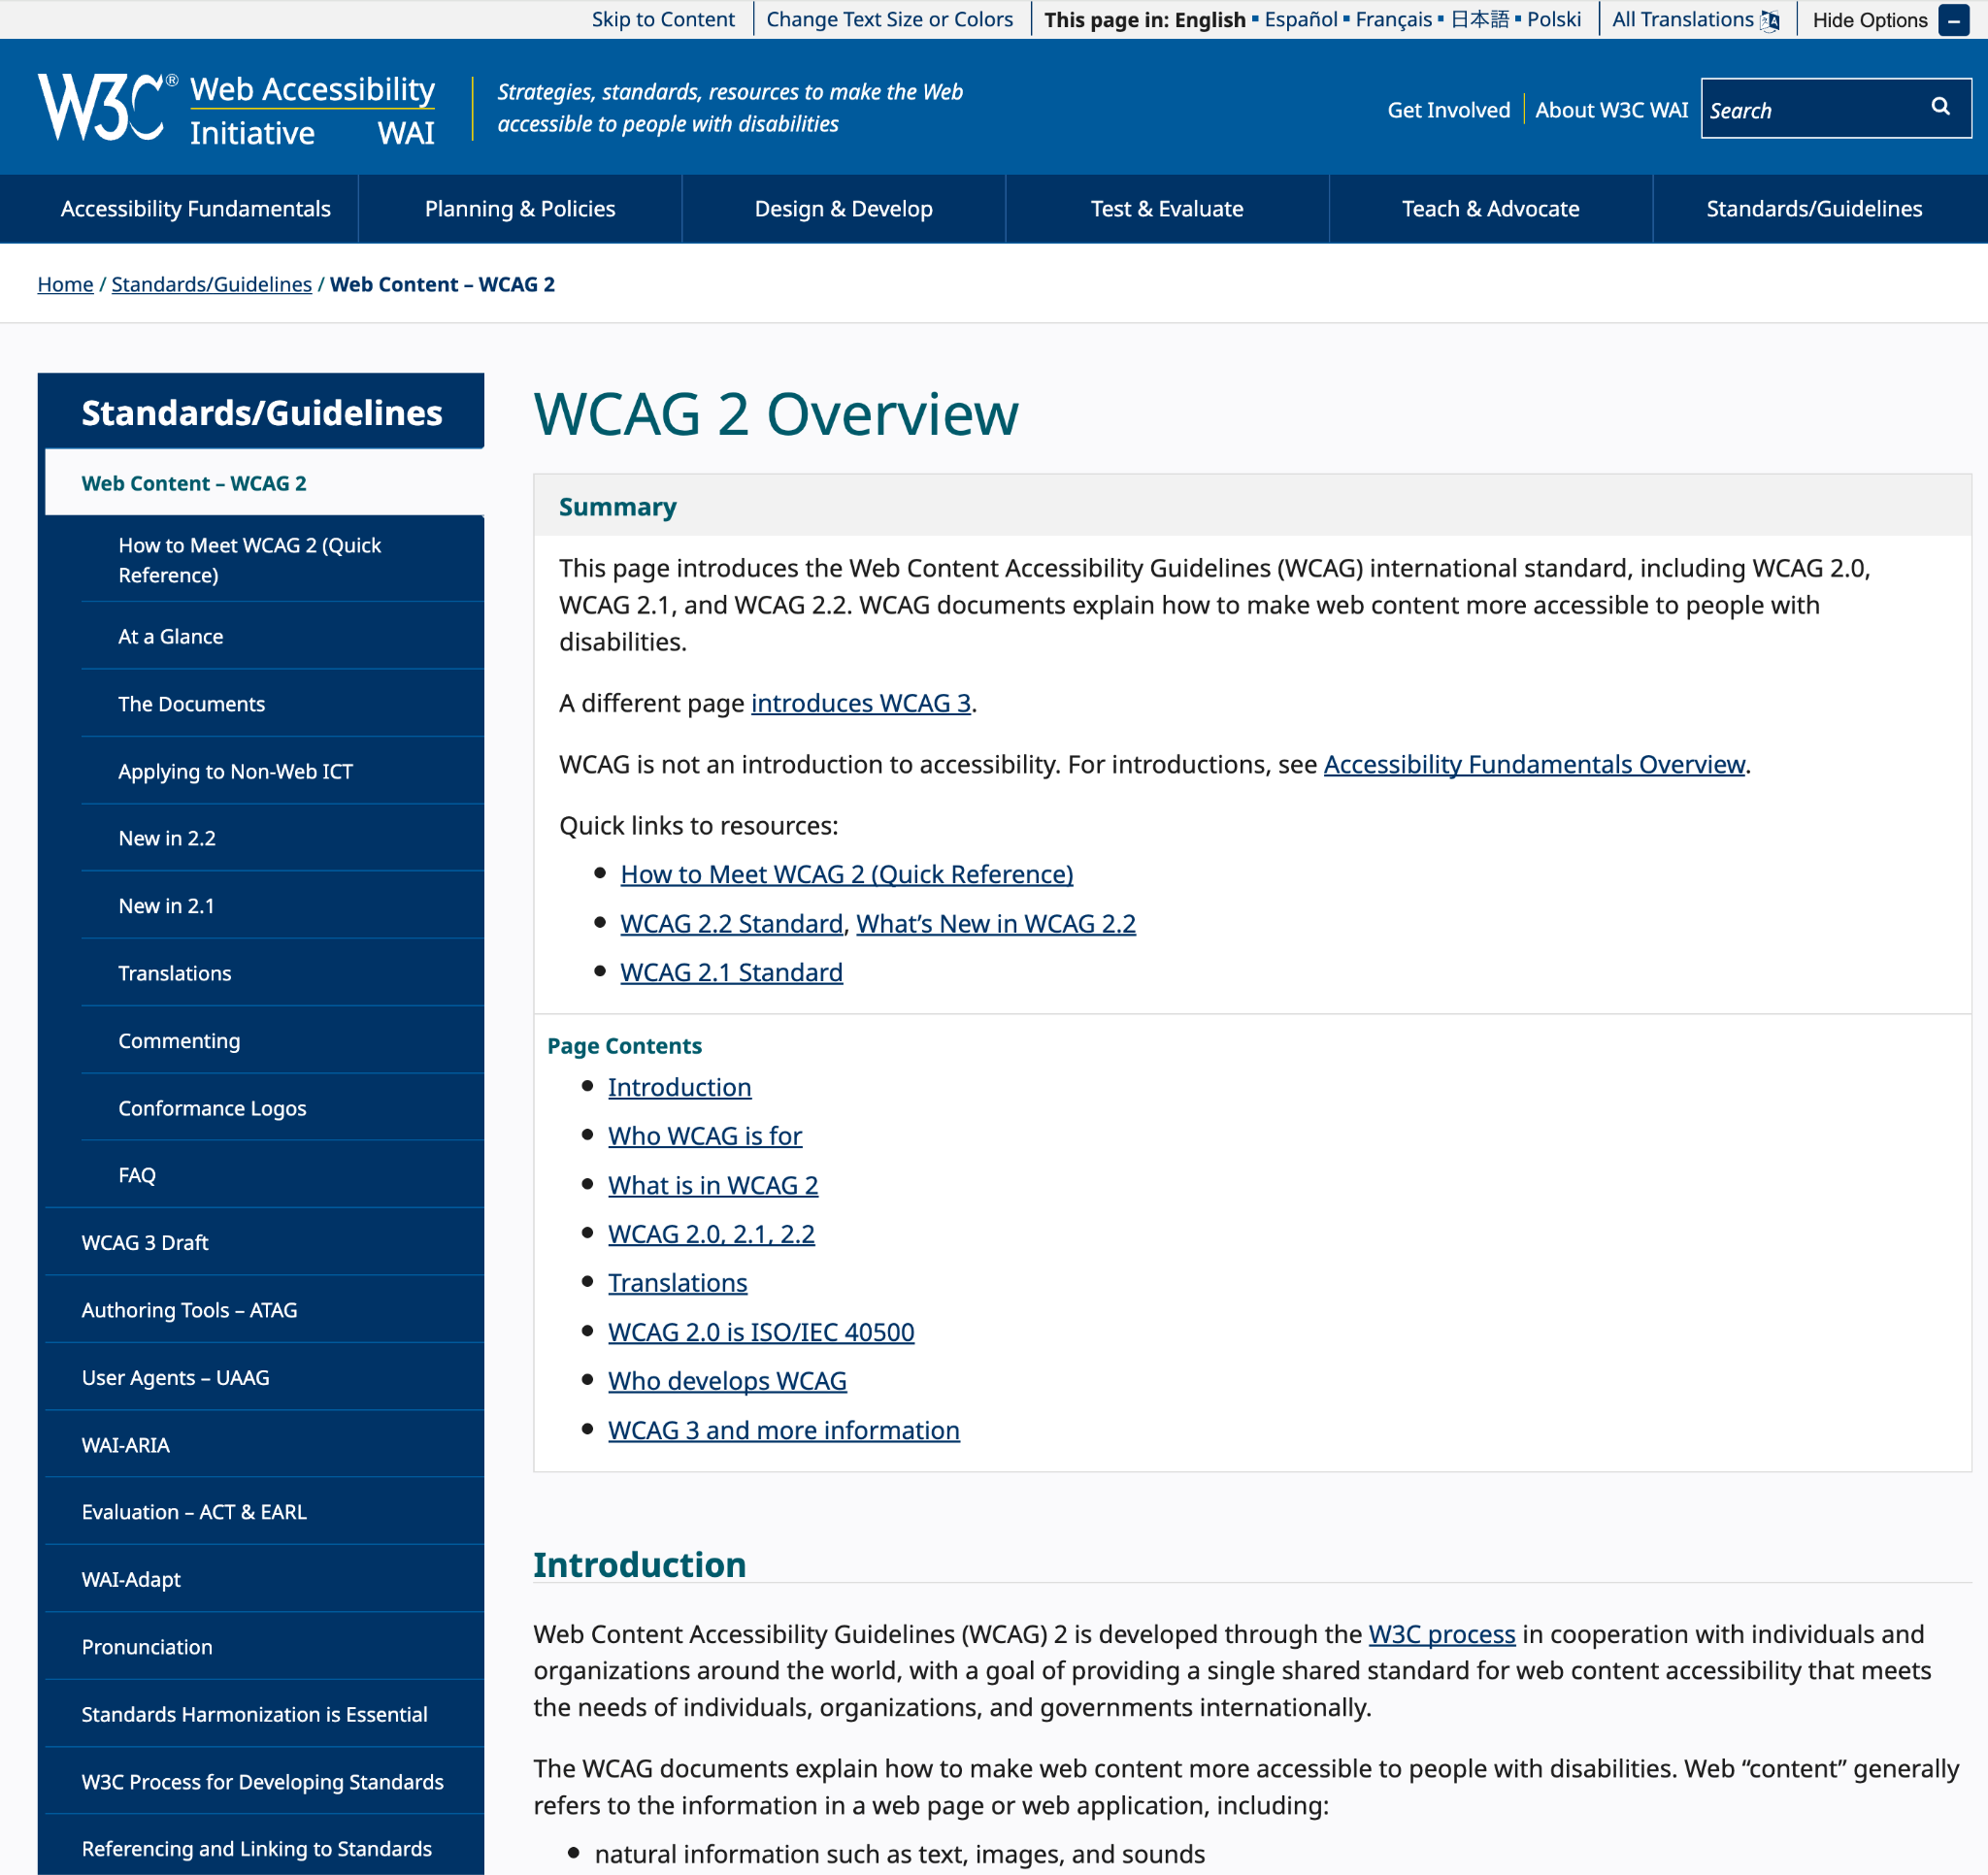 Skip to Content Change Text Size or Colors This page in: English Español Français 日本語 Polski All Translations Hide Options
W3C® Web Accessibility
Initiative WAI
Strategies, standards, resources to make the Web
accessible to people with disabilities
Get Involved About W3C WAI Search
Accessibility Fundamentals Planning & Policies Design & Develop Test & Evaluate Teach & Advocate Standards/Guidelines
Home / Standards/Guidelines / Web Content – WCAG 2
Standards/Guidelines
Web Content – WCAG 2
How to Meet WCAG 2 (Quick
Reference)
At a Glance
The Documents
Applying to Non-Web ICT
New in 2.2
New in 2.1
Translations
Commenting
Conformance Logos
FAQ
WCAG 3 Draft
Authoring Tools – ATAG
User Agents – UAAG
WAI-ARIA
Evaluation – ACT & EARL
WAI-Adapt
Pronunciation
Standards Harmonization is Essential
W3C Process for Developing Standards
Referencing and Linking to Standards
WCAG 2 Overview
Summary
This page introduces the Web Content Accessibility Guidelines (WCAG) international standard, including WCAG 2.0,
WCAG 2.1, and WCAG 2.2. WCAG documents explain how to make web content more accessible to people with
disabilities.
A different page introduces WCAG 3.
WCAG is not an introduction to accessibility. For introductions, see Accessibility Fundamentals Overview.
Quick links to resources:
How to Meet WCAG 2 (Quick Reference)
WCAG 2.2 Standard, What’s New in WCAG 2.2
WCAG 2.1 Standard
Page Contents
Introduction
Who WCAG is for
What is in WCAG 2
WCAG 2.0, 2.1, 2.2
Translations
WCAG 2.0 is ISO/IEC 40500
Who develops WCAG
WCAG 3 and more information
Introduction
Web Content Accessibility Guidelines (WCAG) 2 is developed through the W3C process in cooperation with individuals and
organizations around the world, with a goal of providing a single shared standard for web content accessibility that meets
the needs of individuals, organizations, and governments internationally.
The WCAG documents explain how to make web content more accessible to people with disabilities. Web “content” generally
refers to the information in a web page or web application, including:
natural information such as text, images, and sounds